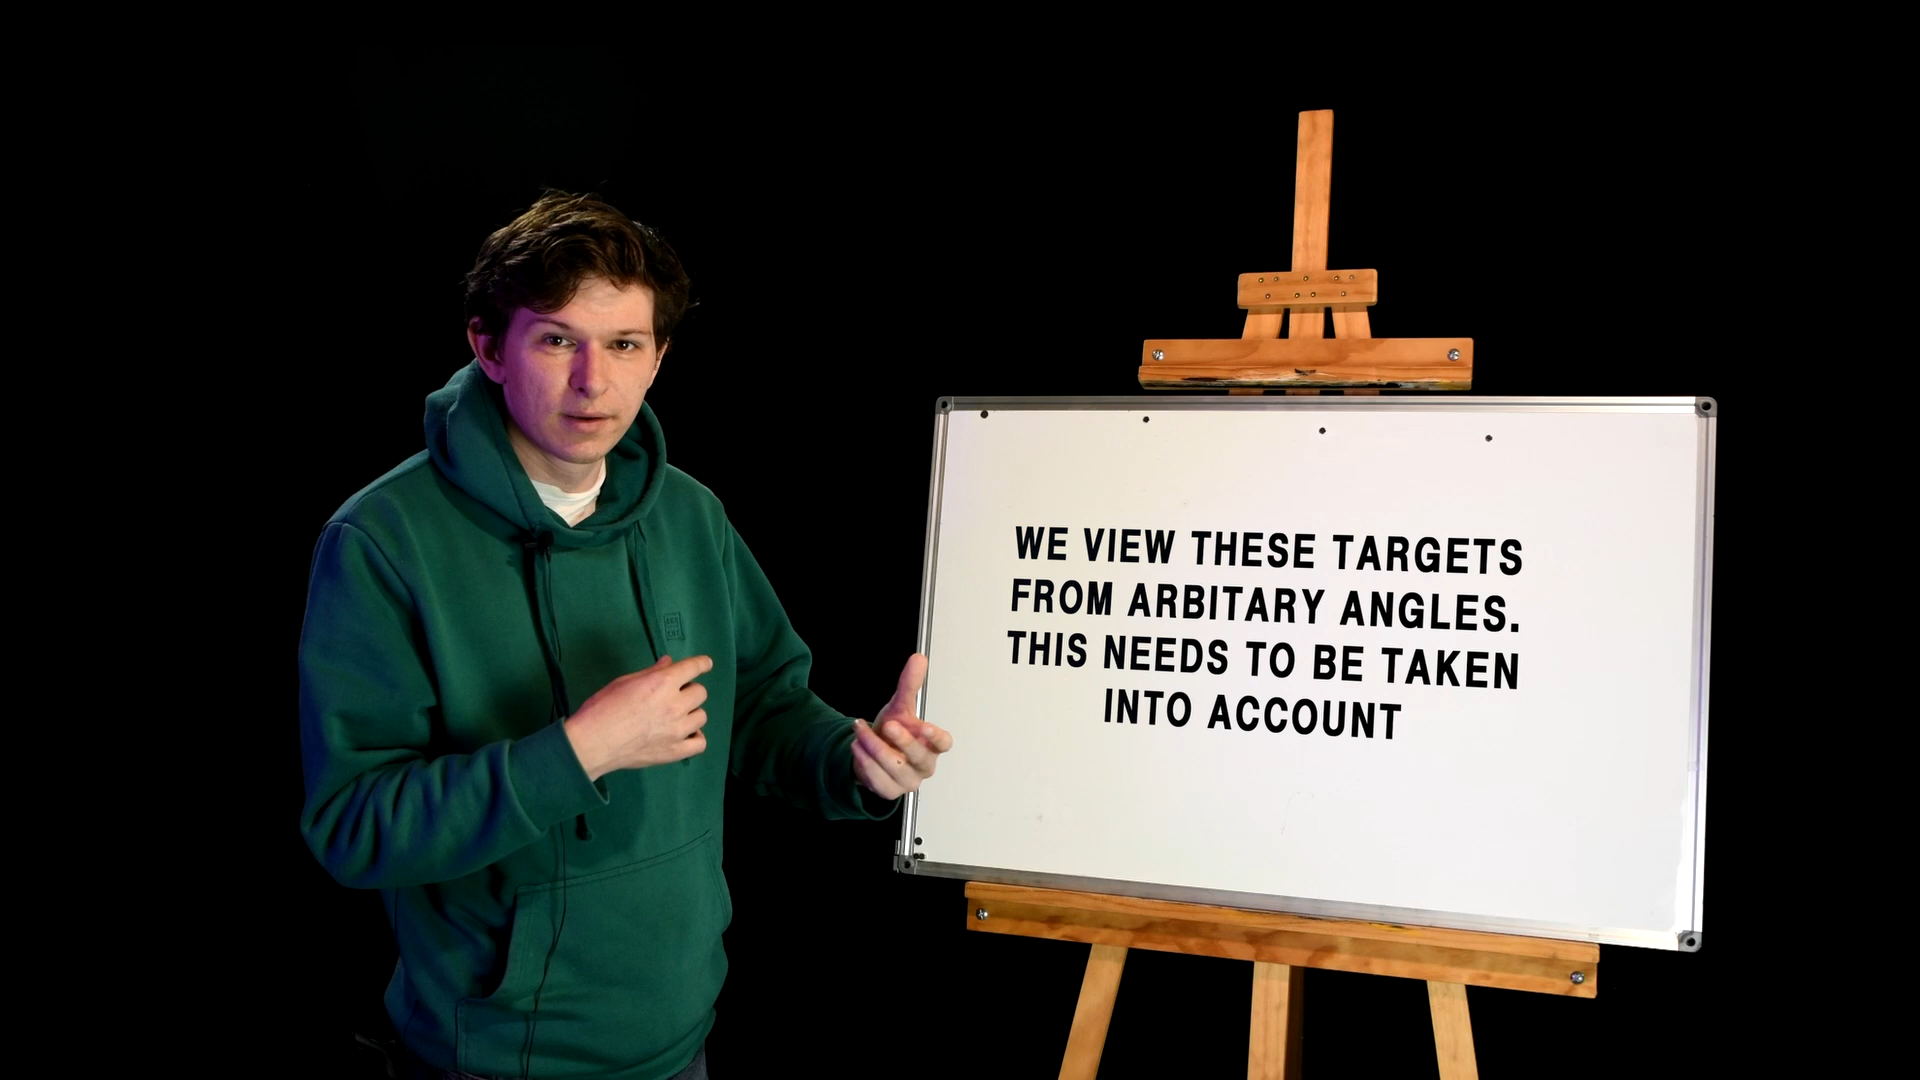 WE VIEW THESE TARGETS
FROM ARBITARY ANGLES.
THIS NEEDS TO BE TAKEN
INTO ACCOUNT